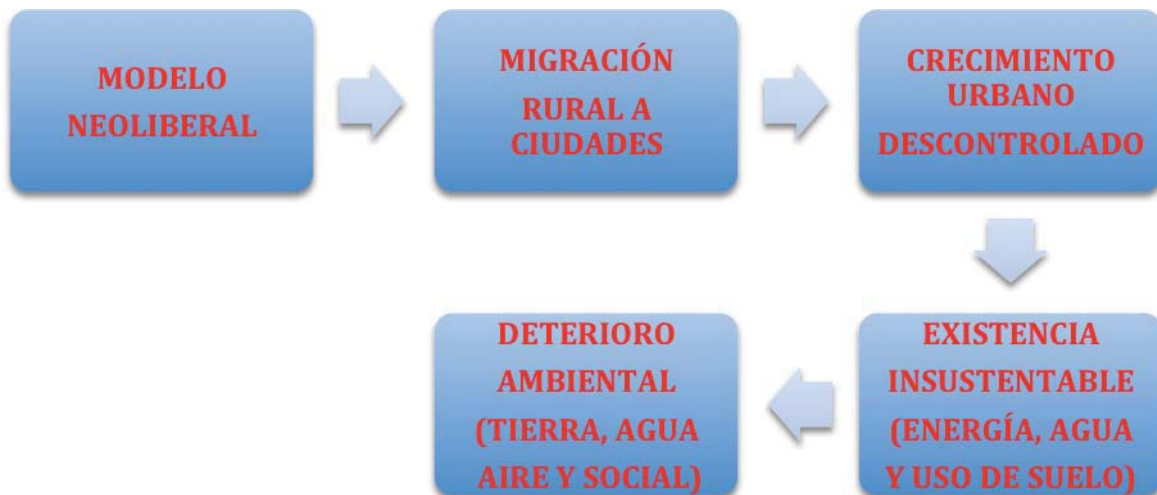 MODELO
NEOLIBERAL
MIGRACIÓN
RURAL A
CIUDADES
CRECIMIENTO
URBANO
DESCONTROLADO
EXISTENCIA
INSUSTENTABLE
(ENERGÍA, AGUA
Y USO DE SUELO)
DETERIORO
AMBIENTAL
(TIERRA, AGUA
AIRE Y SOCIAL)